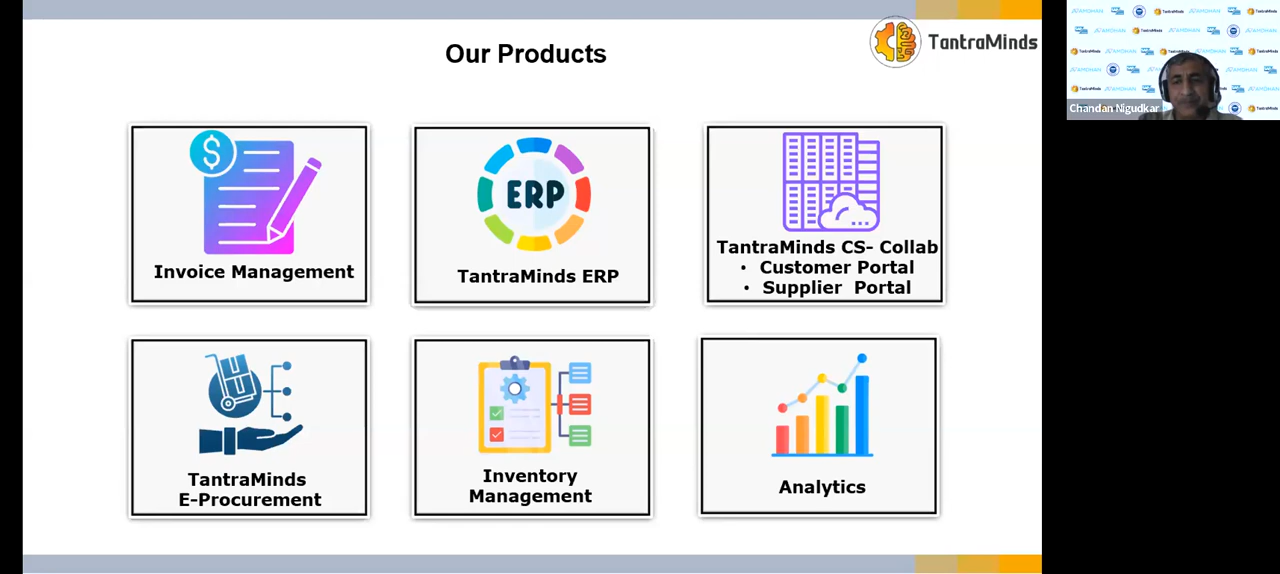 Our Products
TantraMinds
$
Invoice Management
ERP
TantraMinds ERP
TantraMinds CS- Collab
• Customer Portal
• Supplier Portal
TantraMinds
E-Procurement
Inventory
Management
Analytics
Chandan Nigudkar